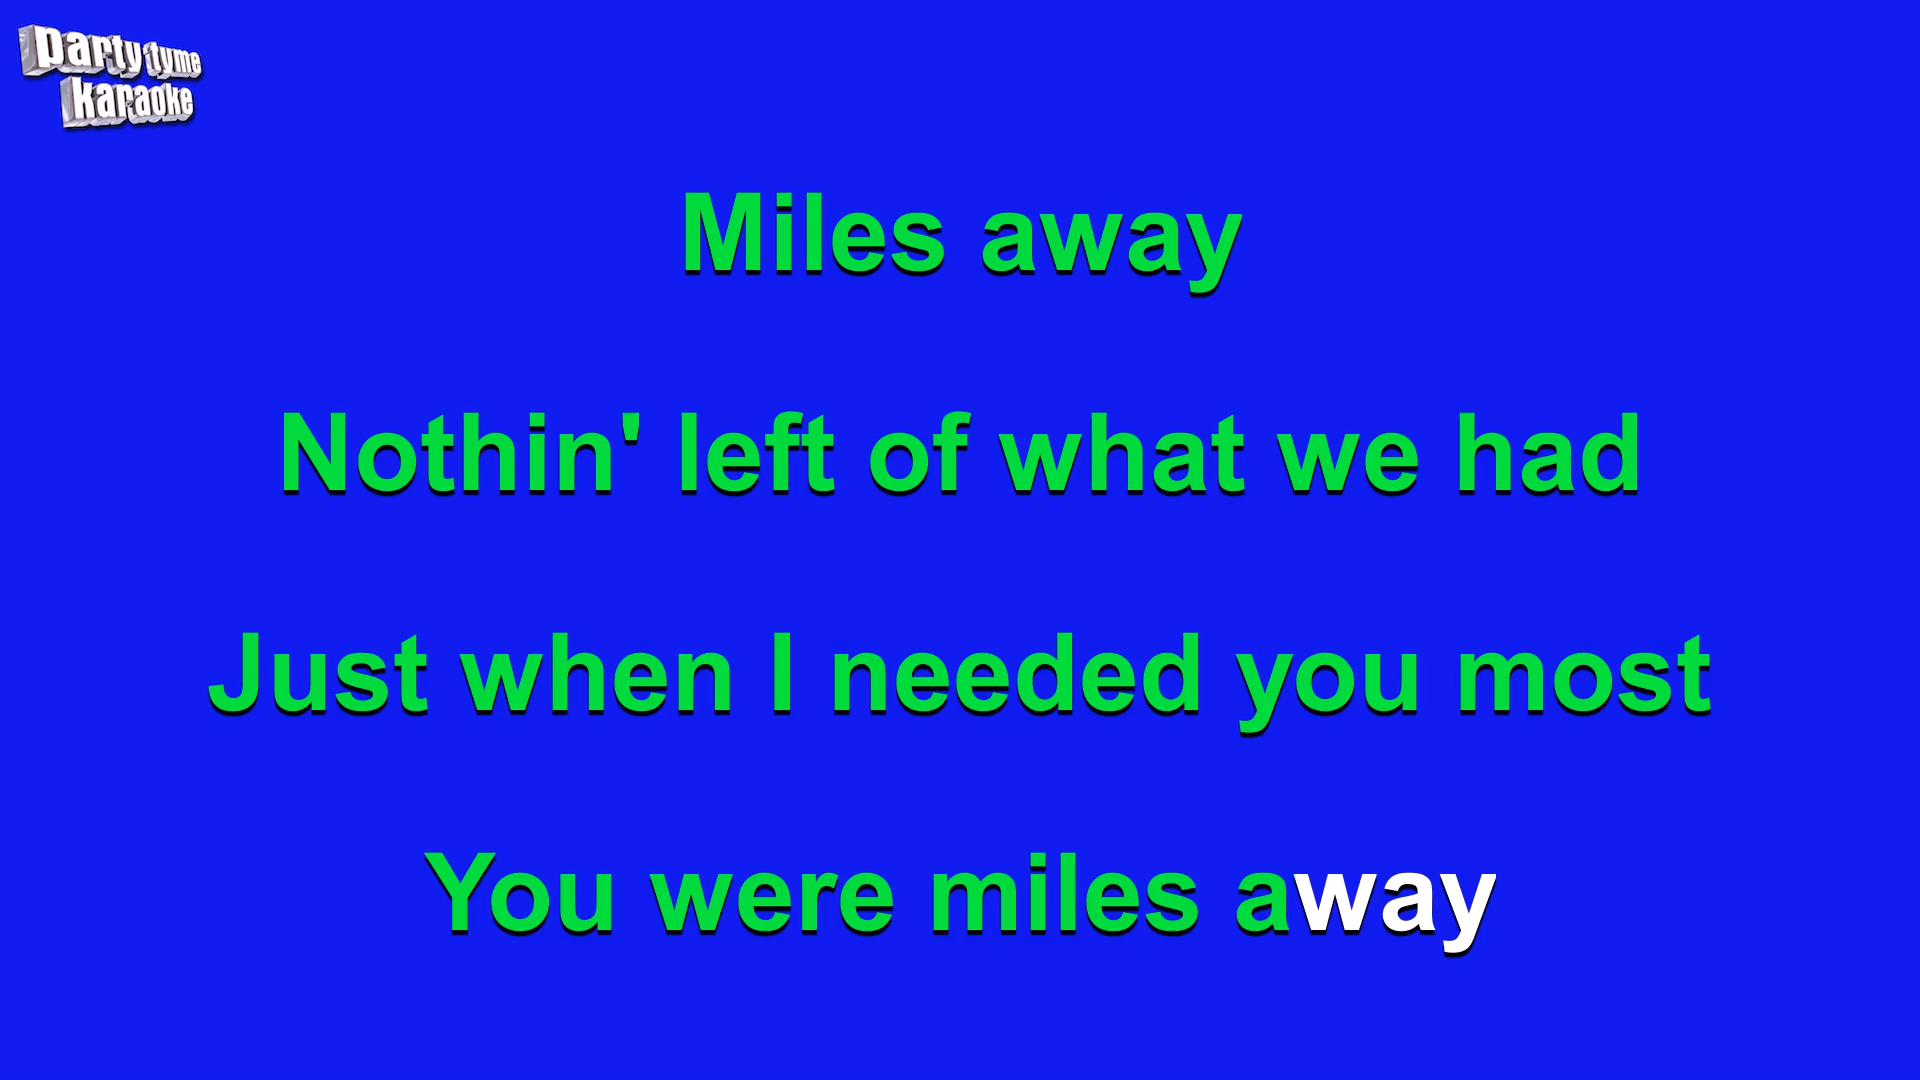 party tyme
karaoke
Miles away
Nothin' left of what we had
Just when I needed you most
You were miles away